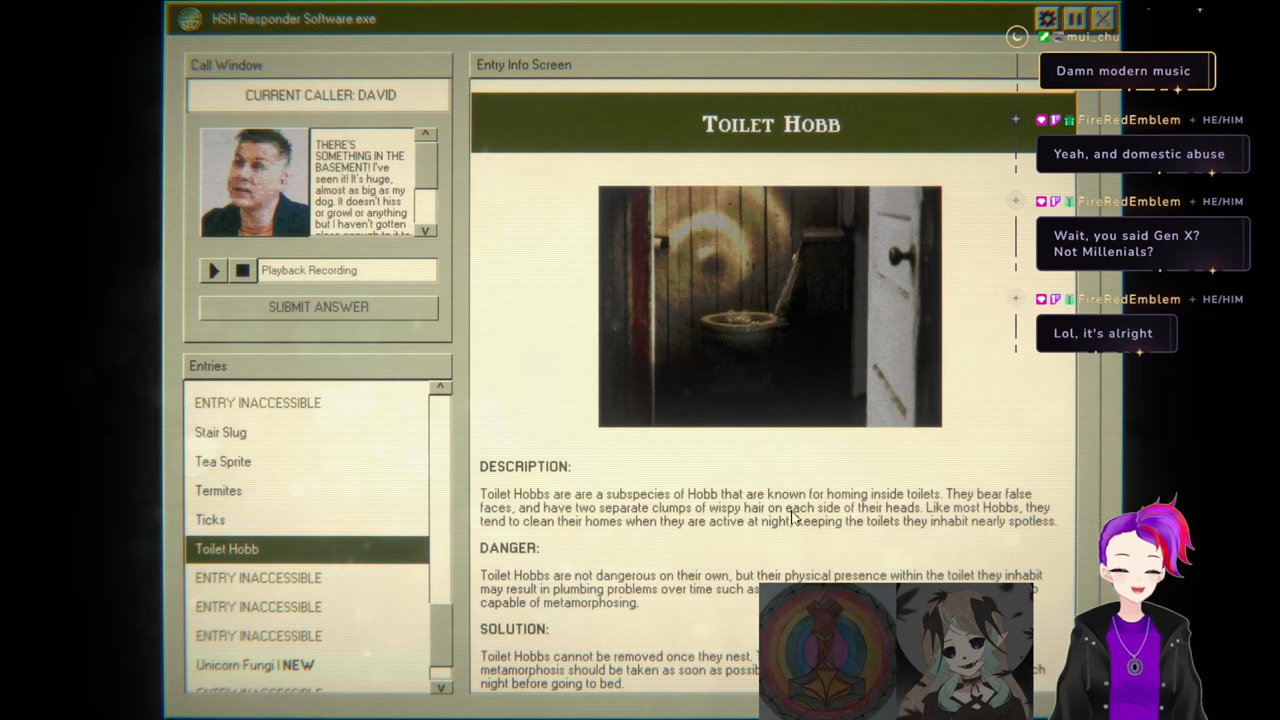 HSH Responder Software.exe
Call Window
CURRENT CALLER: DAVID
THERE'S
SOMETHING IN THE
BASEMENT! I've
seen it! It's huge,
almost as big as my
dog. It doesn't hiss
or growl or anything
but I haven't gotten
close enough to it to
Playback Recording
SUBMIT ANSWER
Entries
ENTRY INACCESSIBLE
Stair Slug
Tea Sprite
Termites
Ticks
Toilet Hobb
ENTRY INACCESSIBLE
ENTRY INACCESSIBLE
ENTRY INACCESSIBLE
Unicorn Fungi | NEW
ENTRY INACCESSIBLE
Entry Info Screen
Toilet Hobb
DESCRIPTION:
Toilet Hobbs are are a subspecies of Hobb that are known for homing inside toilets. They bear false
faces, and have two separate clumps of wispy hair on each side of their heads. Like most Hobbs, they
tend to clean their homes when they are active at night, keeping the toilets they inhabit nearly spotless.
DANGER:
Toilet Hobbs are not dangerous on their own, but their physical presence within the toilet they inhabit
may result in plumbing problems over time such as
capable of metamorphosing.
SOLUTION:
Toilet Hobbs cannot be removed once they nest.
metamorphosis should be taken as soon as
night before going to bed.
mui_chu
Damn modern music
FireRedEmblem + HE/HIM
Yeah, and domestic abuse
FireRedEmblem + HE/HIM
Wait, you said Gen X?
Not Millenials?
FireRedEmblem + HE/HIM
Lol, it's alright